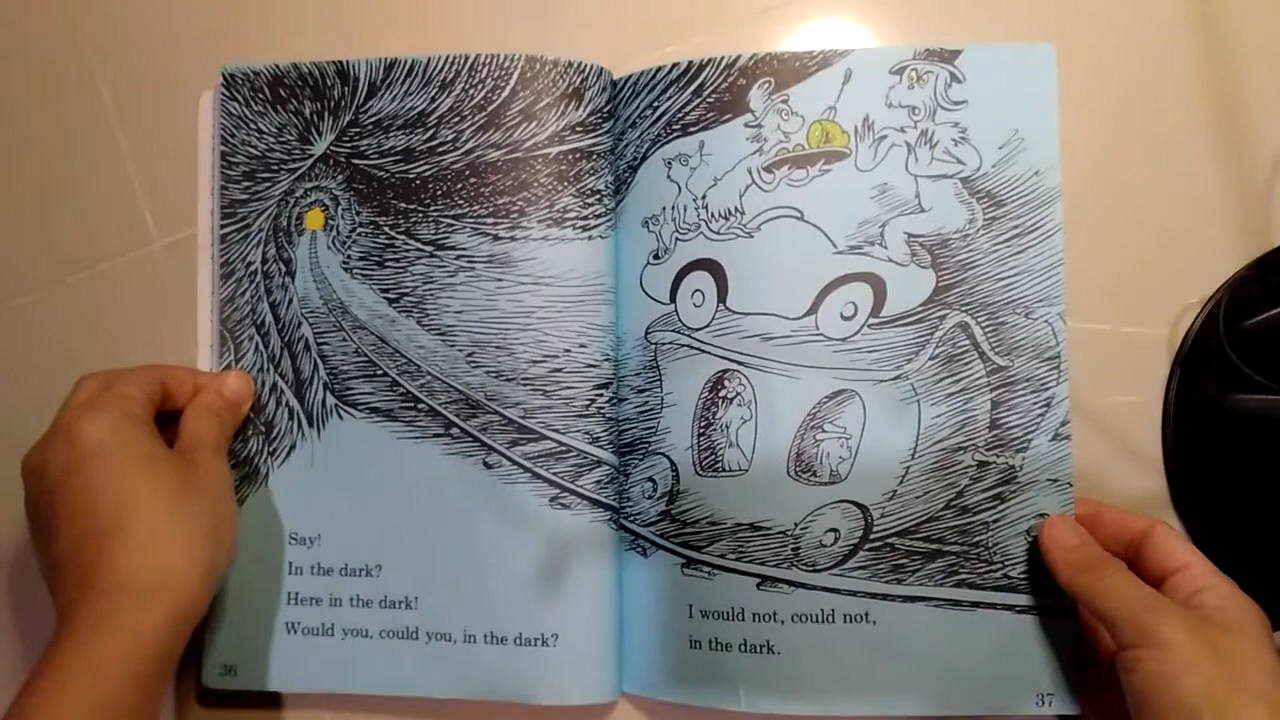 Say!
In the dark?
Here in the dark!
Would you, could you, in the dark?
36
I would not, could not,
in the dark.
37